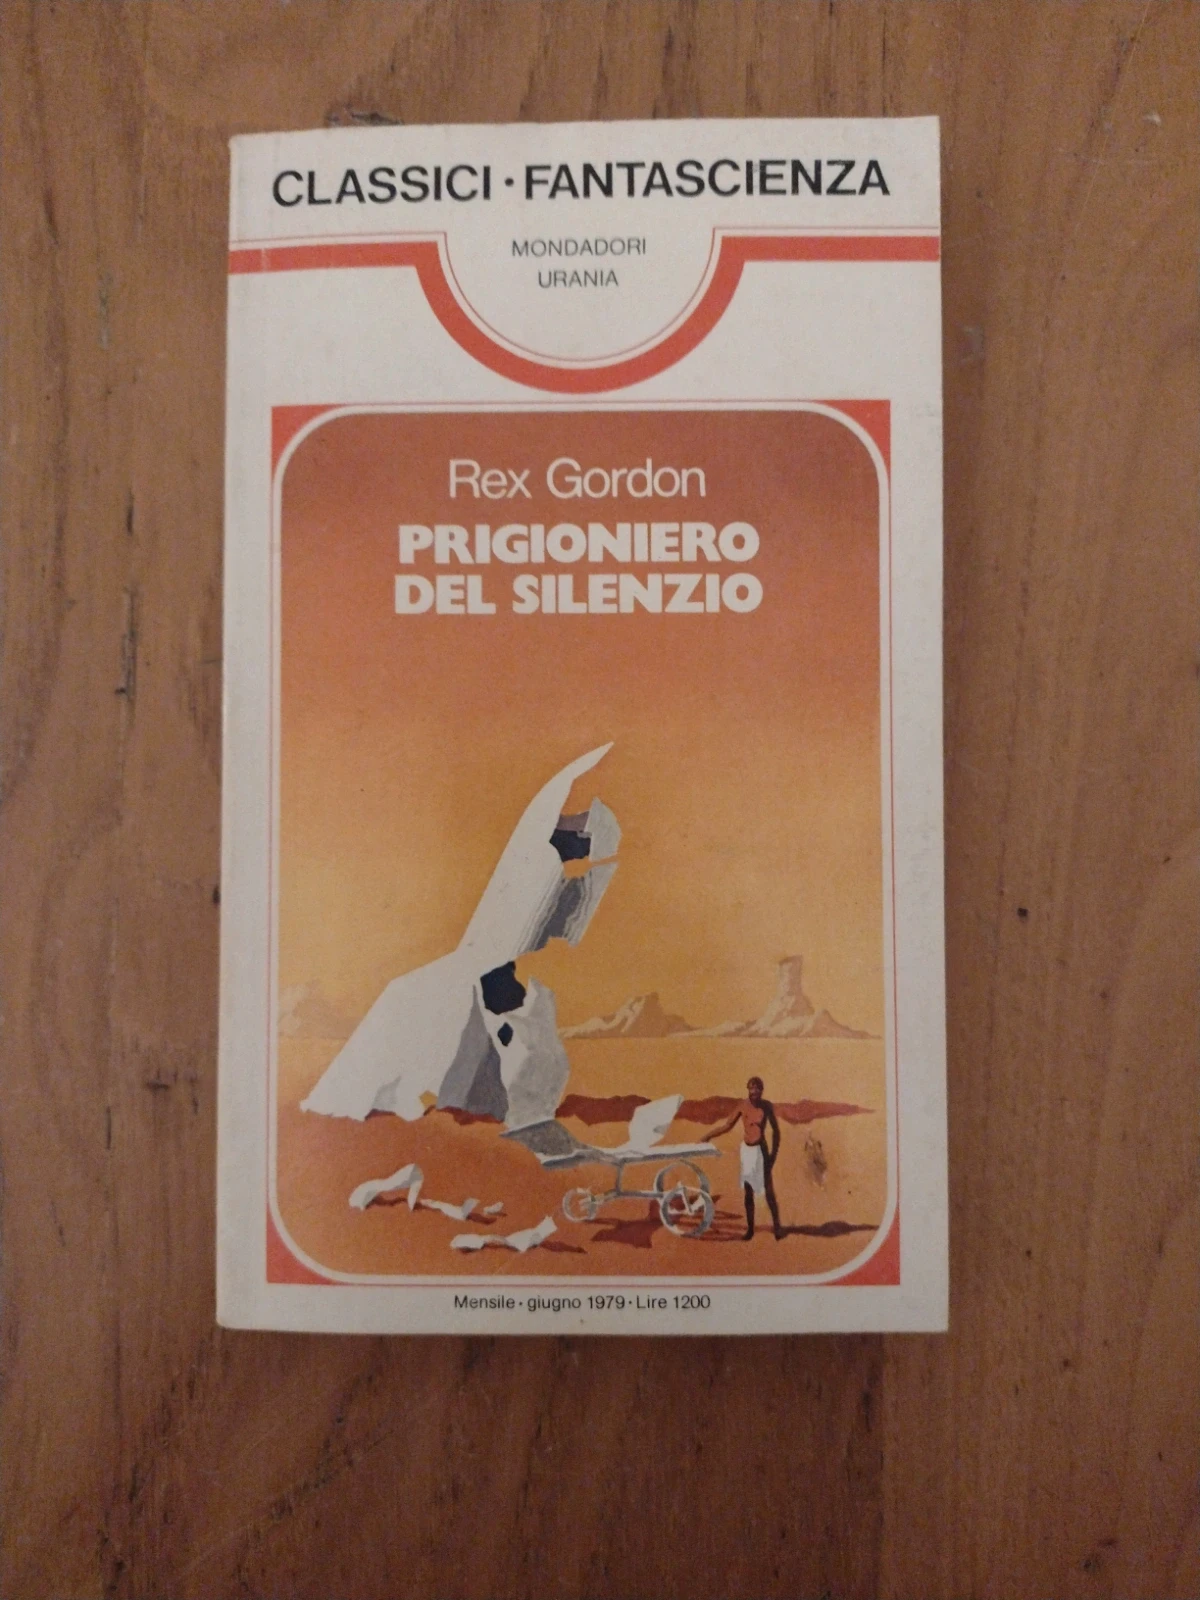 CLASSICI • FANTASCIENZA
MONDADORI
URANIA
Rex Gordon
PRIGIONIERO
DEL SILENZIO
Mensile • giugno 1979 • Lire 1200